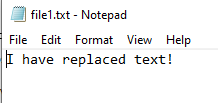 file1.txt - Notepad
File Edit Format View Help
I have replaced text!